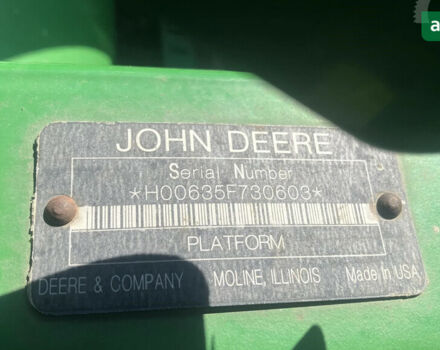 JOHN DEERE
Serial Number
*H00635F730603*
PLATFORM
DEERE & COMPANY MOLINE, ILLINOIS Made In USA